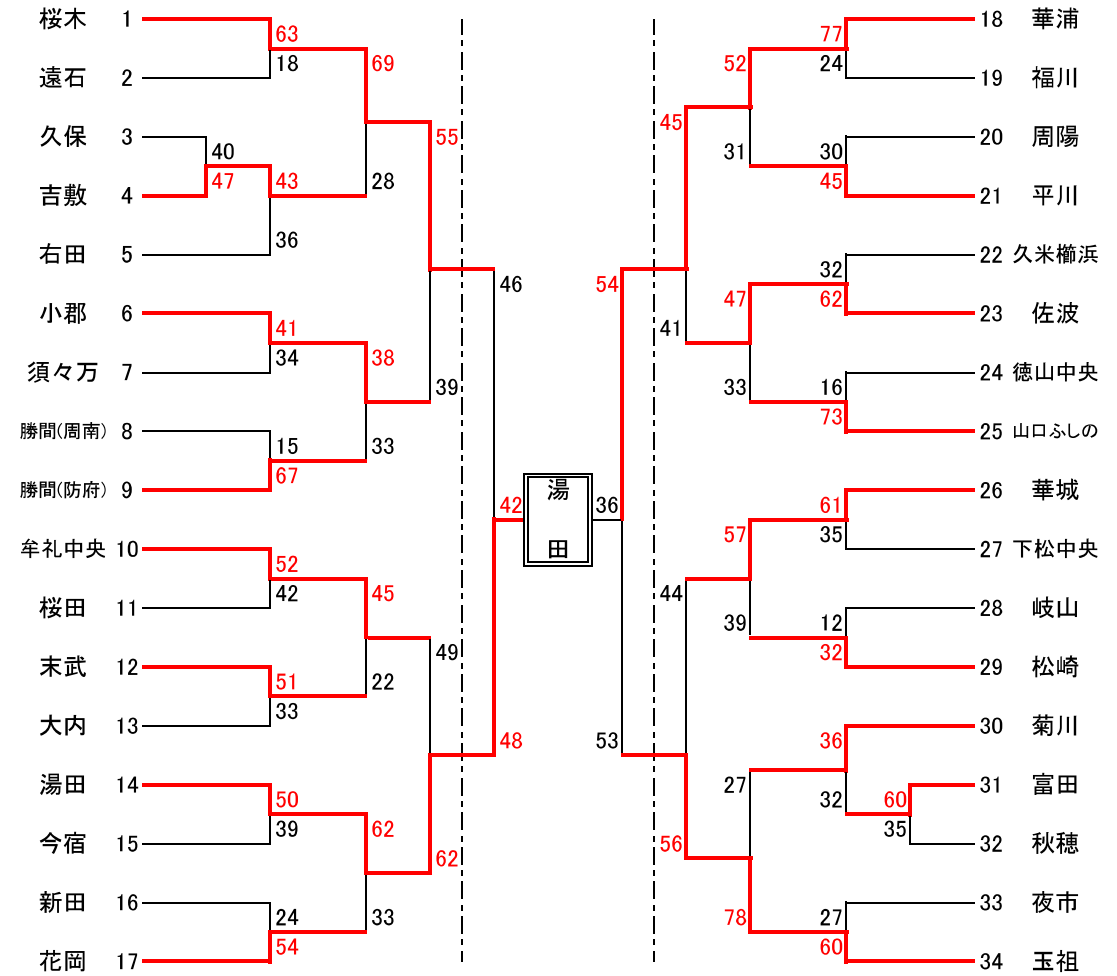 桜木 1
63
18
遠石 2
69
久保 3
40
47
吉敷 4
43
36
右田 5
28
55
小郡 6
41
34
須々万 7
38
勝間(周南) 8
15
67
勝間(防府) 9
33
39
46
牟礼中央 10
52
42
桜田 11
45
末武 12
51
33
大内 13
22
49
湯田 14
50
39
今宿 15
62
新田 16
24
54
花岡 17
33
62
48
42
湯
田
36
54
53
18 華浦
77
24
19 福川
52
20 周陽
30
45
21 平川
31
45
22 久米櫛浜
32
62
23 佐波
47
24 徳山中央
16
73
25 山口ふしの
33
41
26 華城
61
35
27 下松中央
57
28 岐山
12
32
29 松崎
39
44
30 菊川
36
32
31 富田
60
35
32 秋穂
27
33 夜市
27
60
34 玉祖
78
56